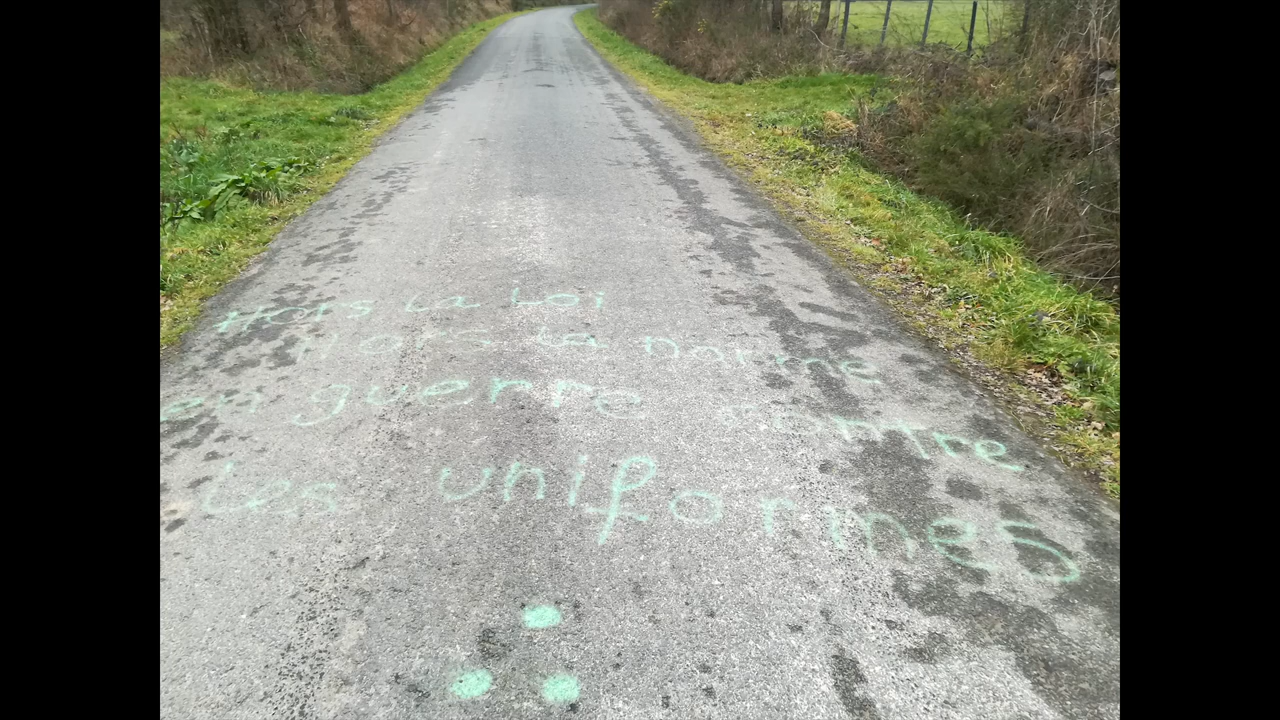 Hors la Loi
Hors la norme
en guerre contre
les uniformes